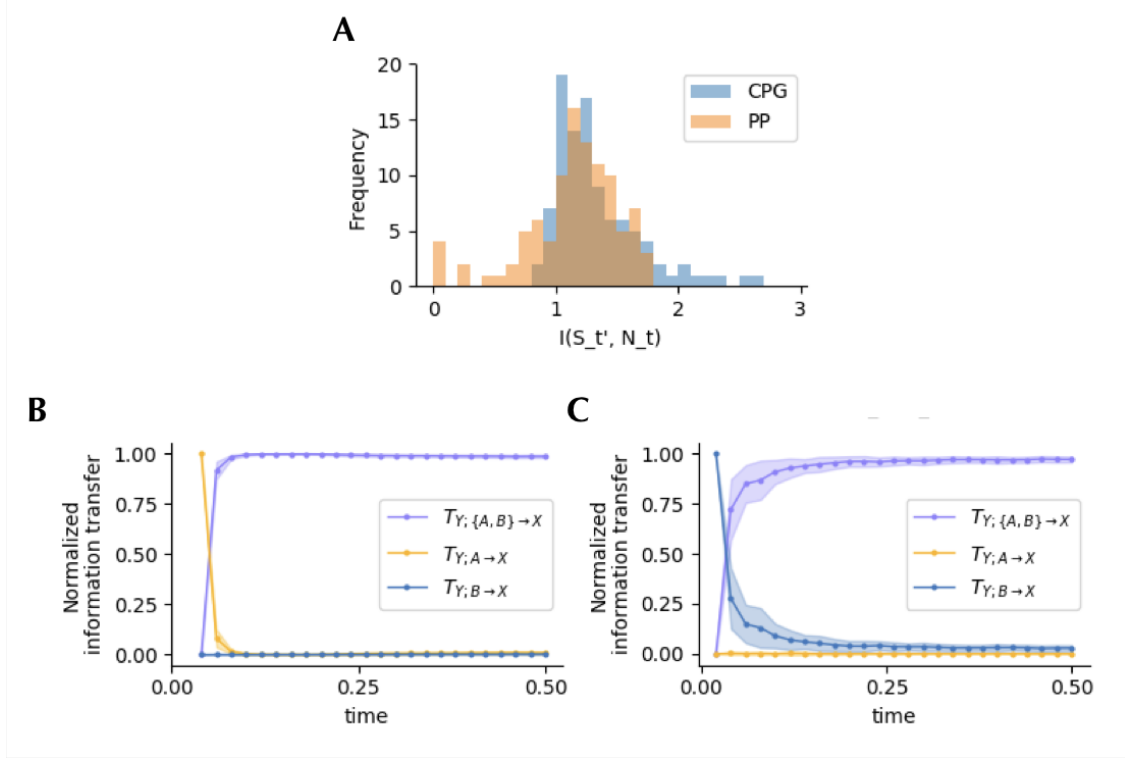 A
20
15
10
5
0
Frequency
CPG
PP
0 1 2 3
I(S_t', N_t)
B
1.00
0.75
0.50
0.25
0.00
Normalized
information transfer
T_{Y;{A,B}→X}
T_{Y;A→X}
T_{Y;B→X}
0.00 0.25 0.50
time
C
1.00
0.75
0.50
0.25
0.00
Normalized
information transfer
T_{Y;{A,B}→X}
T_{Y;A→X}
T_{Y;B→X}
0.00 0.25 0.50
time